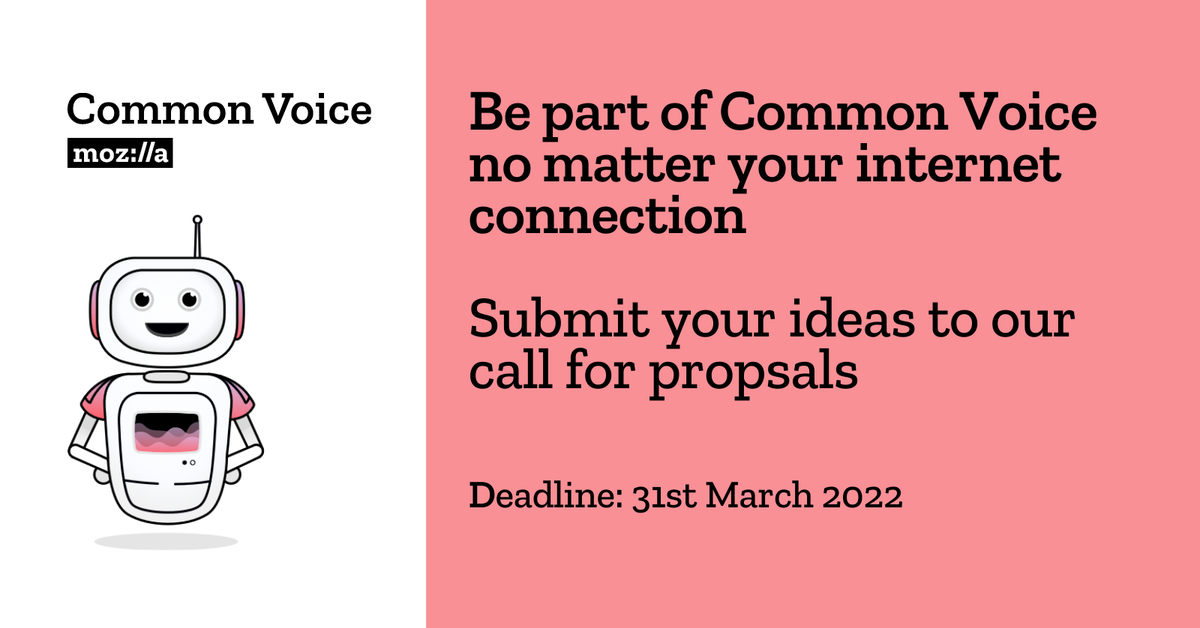 Common Voice
moz://a
Be part of Common Voice
no matter your internet
connection
Submit your ideas to our
call for propsals
Deadline: 31st March 2022